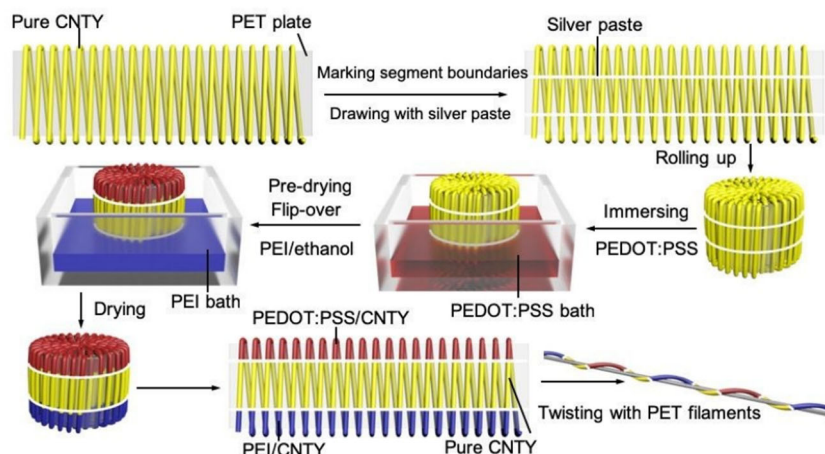 Pure CNTY
PET plate
Marking segment boundaries
Drawing with silver paste
Silver paste
Rolling up
Immersing
PEDOT:PSS
PEDOT:PSS bath
Pre-drying
Flip-over
PEI/ethanol
PEI bath
Drying
PEDOT:PSS/CNTY
PEI/CNTY
Pure CNTY
Twisting with PET filaments